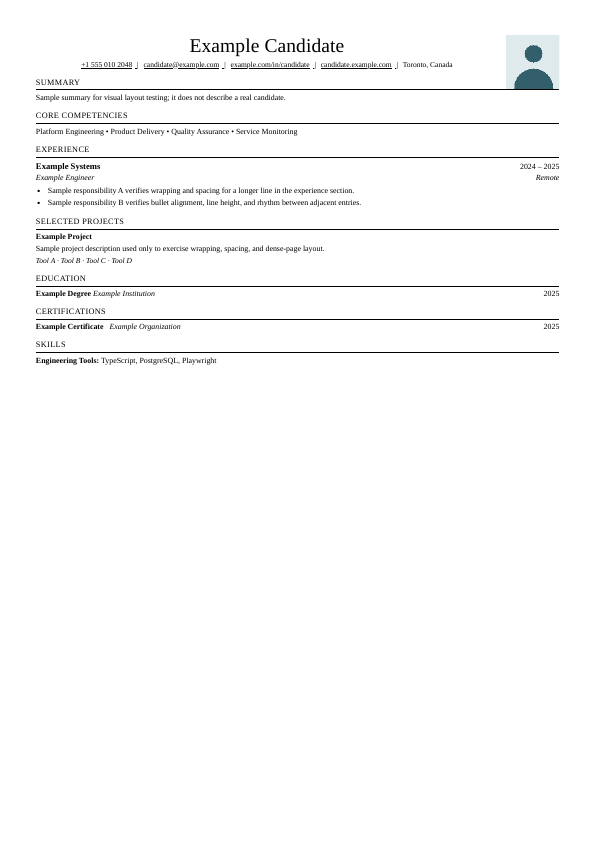 Example Candidate
+1 555 010 2048 | candidate@example.com | example.com/in/candidate | candidate.example.com | Toronto, Canada
SUMMARY
Sample summary for visual layout testing; it does not describe a real candidate.
CORE COMPETENCIES
Platform Engineering • Product Delivery • Quality Assurance • Service Monitoring
EXPERIENCE
Example Systems 2024 – 2025
Example Engineer Remote
• Sample responsibility A verifies wrapping and spacing for a longer line in the experience section.
• Sample responsibility B verifies bullet alignment, line height, and rhythm between adjacent entries.
SELECTED PROJECTS
Example Project
Sample project description used only to exercise wrapping, spacing, and dense-page layout.
Tool A · Tool B · Tool C · Tool D
EDUCATION
Example Degree Example Institution 2025
CERTIFICATIONS
Example Certificate Example Organization 2025
SKILLS
Engineering Tools: TypeScript, PostgreSQL, Playwright